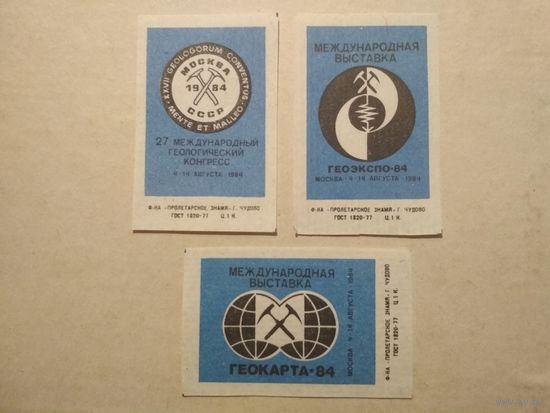 XXVII GEOLOGORUM CONVENTUS
МОСКВА
19 84
СССР
MENTE ET MALLEO
27 МЕЖДУНАРОДНЫЙ
ГЕОЛОГИЧЕСКИЙ
КОНГРЕСС
4-14 АВГУСТА 1984
Ф-КА «ПРОЛЕТАРСКОЕ ЗНАМЯ» Г. ЧУДОВО
ГОСТ 1820-77 Ц. 1 К.
МЕЖДУНАРОДНАЯ
ВЫСТАВКА
ГЕОЭКСПО-84
МОСКВА · 4-14 АВГУСТА · 1984
Ф-КА «ПРОЛЕТАРСКОЕ ЗНАМЯ» Г. ЧУДОВО
ГОСТ 1820-77 Ц. 1 К.
МЕЖДУНАРОДНАЯ
ВЫСТАВКА
ГЕОКАРТА-84
МОСКВА 4-14 АВГУСТА 1984
Ф-КА «ПРОЛЕТАРСКОЕ ЗНАМЯ» Г. ЧУДОВО
ГОСТ 1820-77 Ц. 1 К.